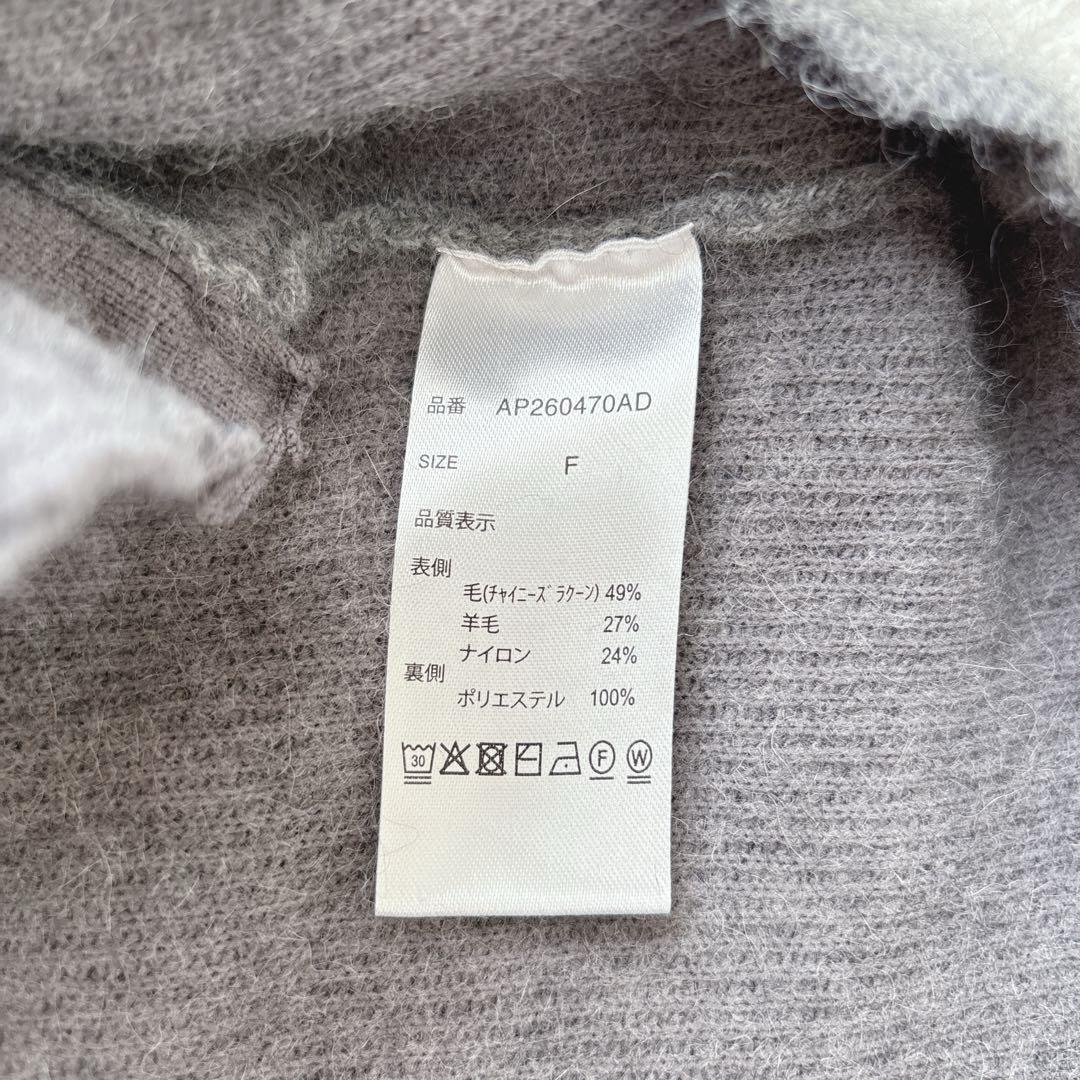 品番 AP260470AD
SIZE F
品質表示
表側
毛(ﾁｬｲﾆｰｽﾞﾗｸーﾝ) 49%
羊毛 27%
ナイロン 24%
裏側
ポリエステル 100%
30 F W